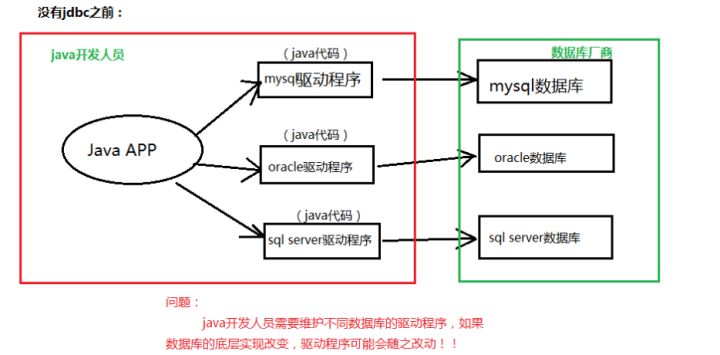 没有jdbc之前：
java开发人员
数据库厂商
（java代码）
mysql驱动程序
mysql数据库
Java APP
（java代码）
oracle驱动程序
oracle数据库
（java代码）
sql server驱动程序
sql server数据库
问题：
java开发人员需要维护不同数据库的驱动程序，如果
数据库的底层实现改变，驱动程序可能会随之改动！！